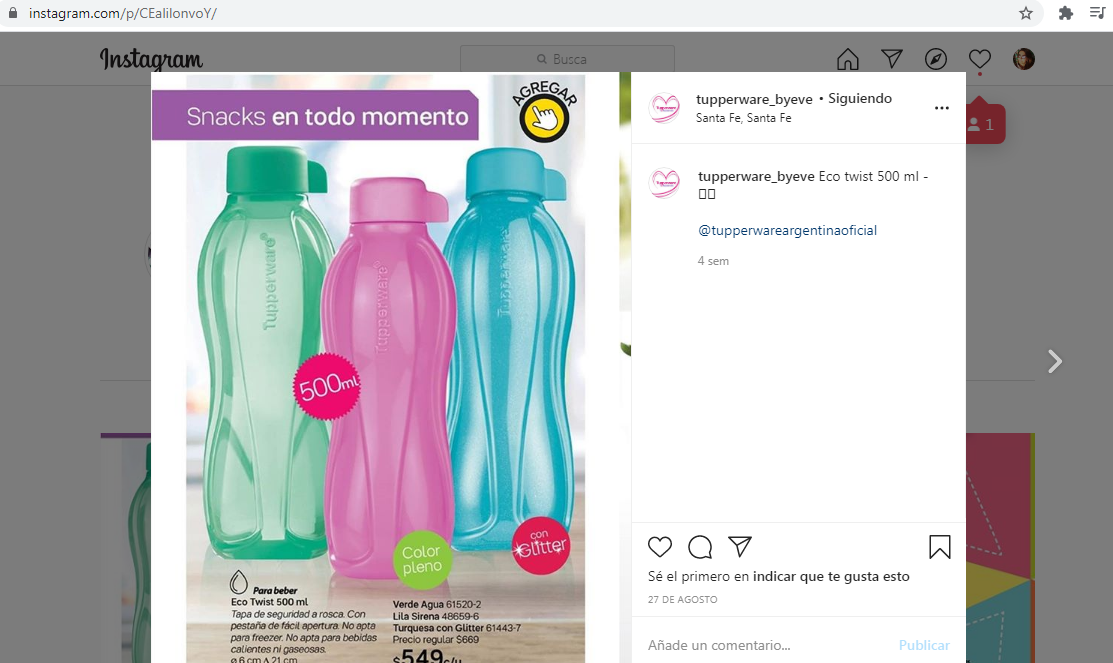 instagram.com/p/CEaliIonvoY/
Instagram
Busca
1
Snacks en todo momento
AGREGAR
Tupperware®
Tupperware®
Tupperware
500ml
Color
pleno
con
Glitter
Para beber
Eco Twist 500 ml
Tapa de seguridad a rosca. Con
pestaña de fácil apertura. No apta
para freezer. No apta para bebidas
calientes ni gaseosas.
ø 6 cm A 21 cm
Verde Agua 61520-2
Lila Sirena 48659-6
Turquesa con Glitter 61443-7
Precio regular $669
$549 c/u
tupperware_byeve • Siguiendo
Santa Fe, Santa Fe
tupperware_byeve Eco twist 500 ml -
@tupperwareargentinaoficial
4 sem
Sé el primero en indicar que te gusta esto
27 DE AGOSTO
Añade un comentario...
Publicar